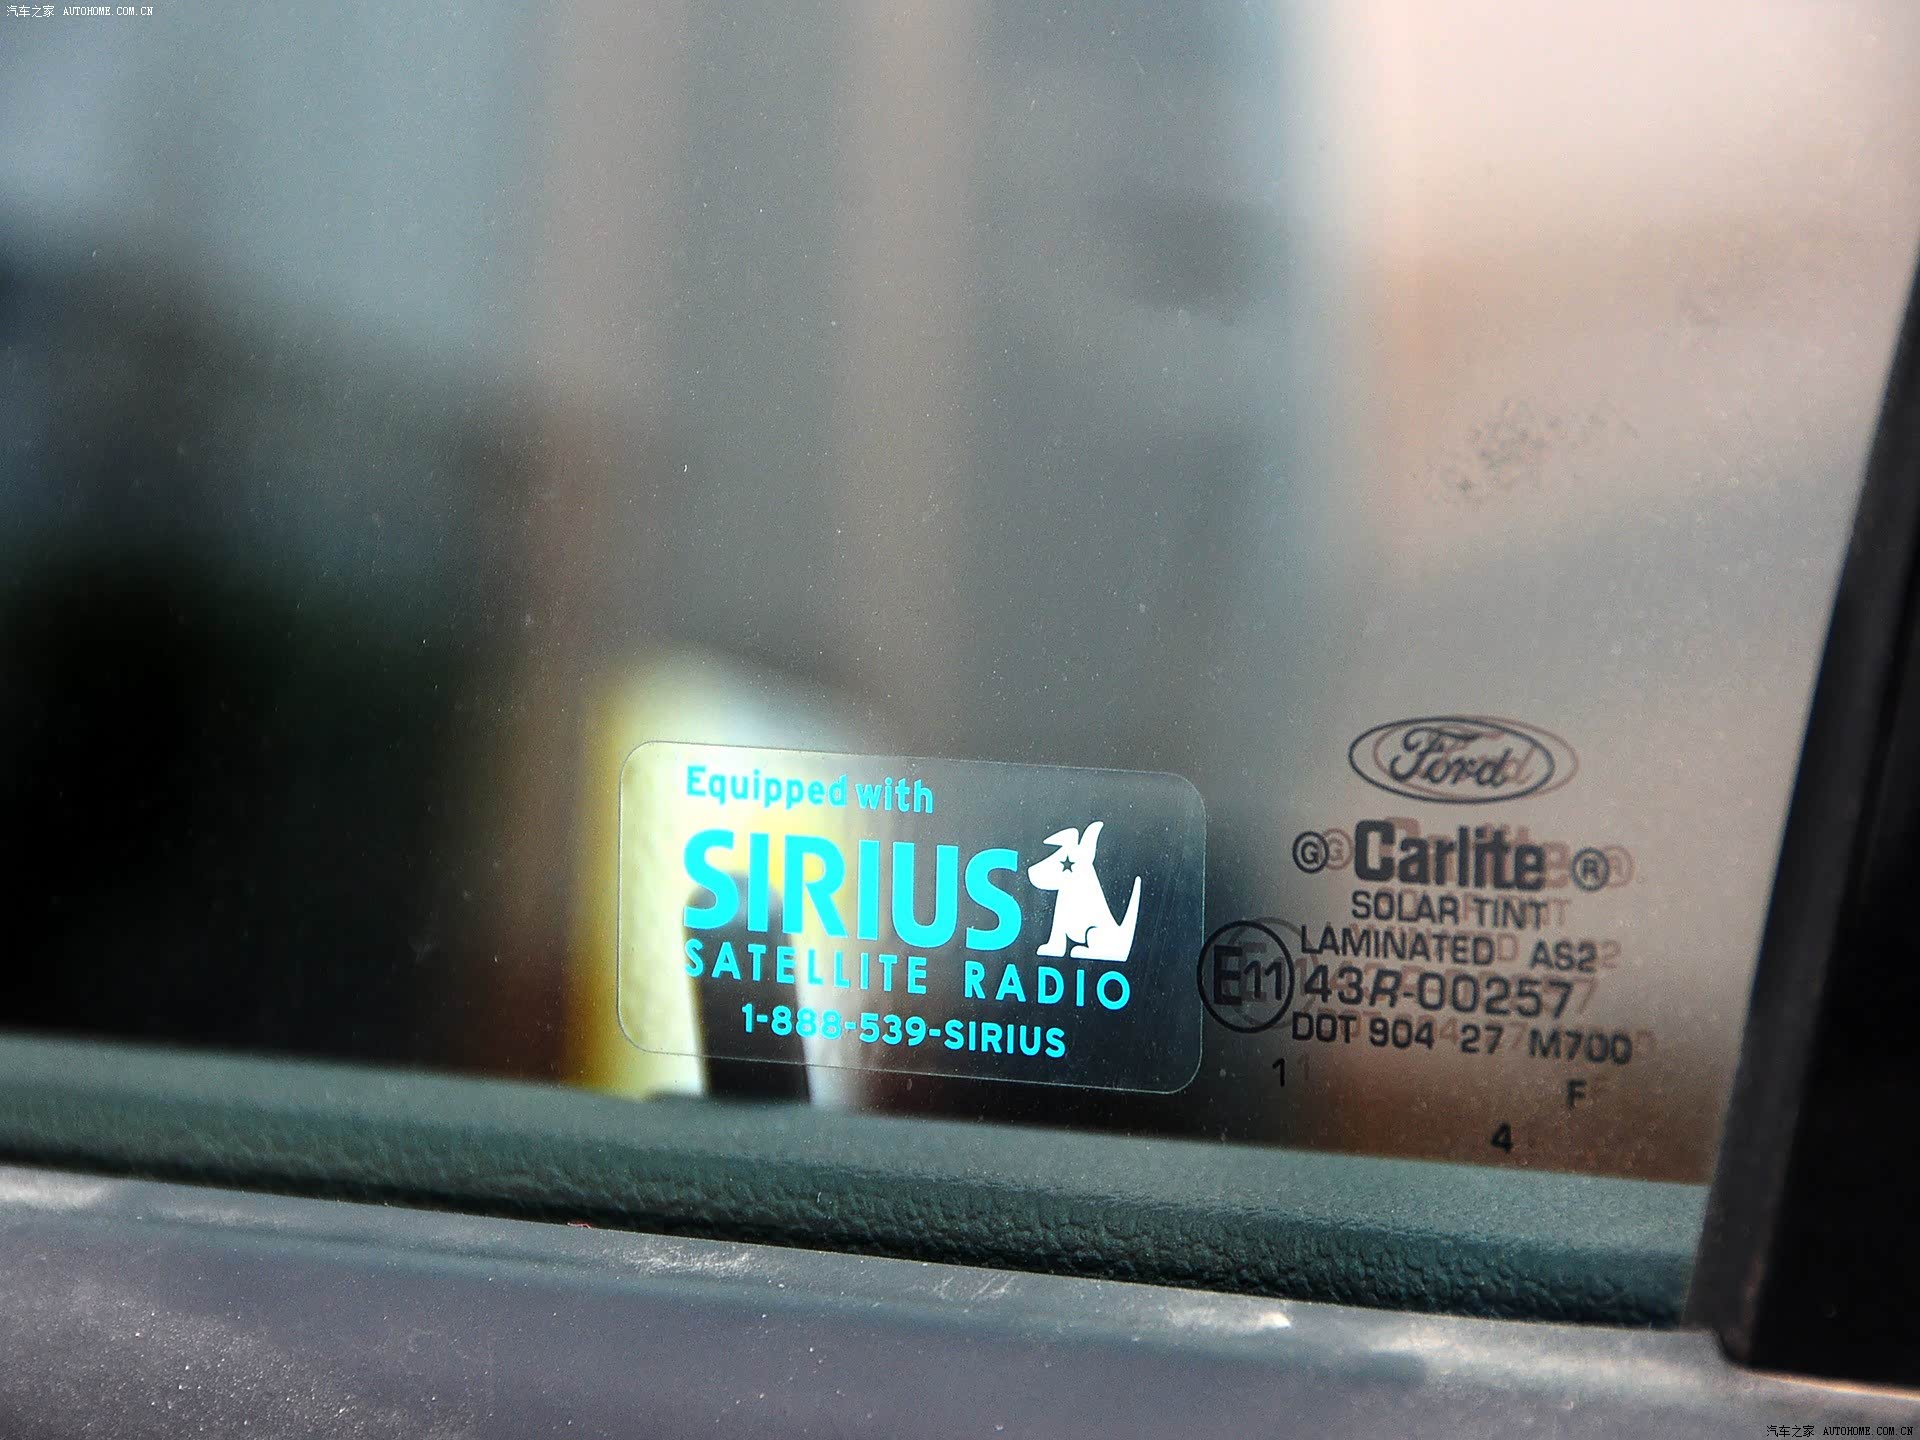 汽车之家 AUTOHOME.COM.CN
Equipped with
SIRIUS
SATELLITE RADIO
1-888-539-SIRIUS
Ford
G Carlite ®
SOLAR TINT
LAMINATED AS2
E11 43R-00257
DOT 904 27 M700
1 F
4
汽车之家 AUTOHOME.COM.CN